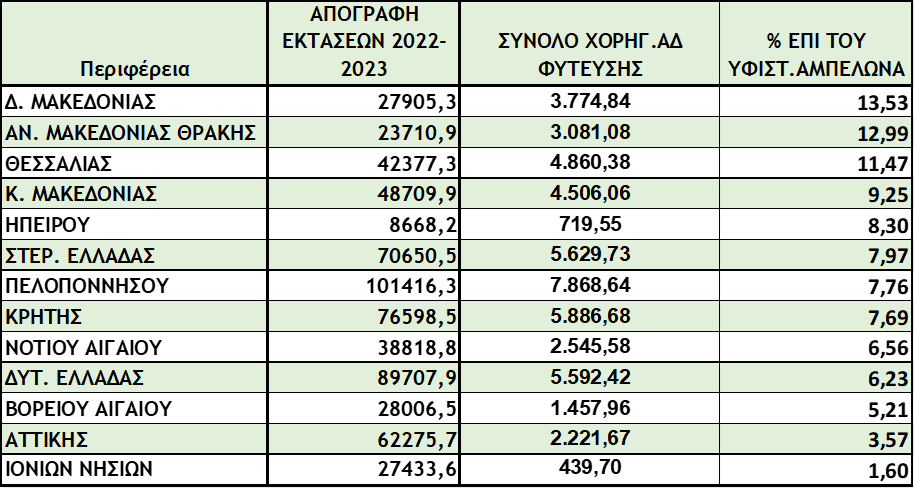 Περιφέρεια ΑΠΟΓΡΑΦΗ ΕΚΤΑΣΕΩΝ 2022-2023 ΣΥΝΟΛΟ ΧΟΡΗΓ.ΑΔ ΦΥΤΕΥΣΗΣ % ΕΠΙ ΤΟΥ ΥΦΙΣΤ.ΑΜΠΕΛΩΝΑ
Δ. ΜΑΚΕΔΟΝΙΑΣ 27905,3 3.774,84 13,53
ΑΝ. ΜΑΚΕΔΟΝΙΑΣ ΘΡΑΚΗΣ 23710,9 3.081,08 12,99
ΘΕΣΣΑΛΙΑΣ 42377,3 4.860,38 11,47
Κ. ΜΑΚΕΔΟΝΙΑΣ 48709,9 4.506,06 9,25
ΗΠΕΙΡΟΥ 8668,2 719,55 8,30
ΣΤΕΡ. ΕΛΛΑΔΑΣ 70650,5 5.629,73 7,97
ΠΕΛΟΠΟΝΝΗΣΟΥ 101416,3 7.868,64 7,76
ΚΡΗΤΗΣ 76598,5 5.886,68 7,69
ΝΟΤΙΟΥ ΑΙΓΑΙΟΥ 38818,8 2.545,58 6,56
ΔΥΤ. ΕΛΛΑΔΑΣ 89707,9 5.592,42 6,23
ΒΟΡΕΙΟΥ ΑΙΓΑΙΟΥ 28006,5 1.457,96 5,21
ΑΤΤΙΚΗΣ 62275,7 2.221,67 3,57
ΙΟΝΙΩΝ ΝΗΣΙΩΝ 27433,6 439,70 1,60